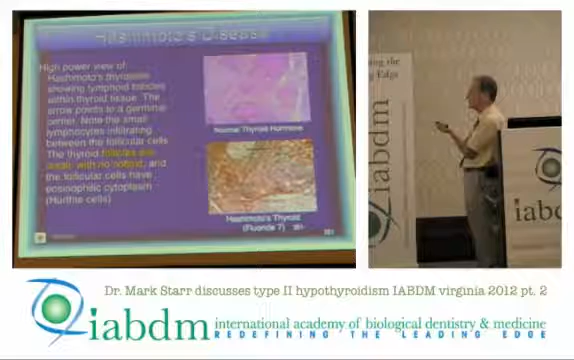 Hashimoto's Disease
High power view of
Hashimoto's thyroiditis
showing lymphoid follicles
within thyroid tissue. The
arrow points to a germinal
center. Note the small
lymphocytes infiltrating
between the follicular cells
The thyroid follicles are
small, with no colloid, and
the follicular cells have
eosinophilic cytoplasm
(Hurthle cells)
Normal Thyroid Hormone
Hashimoto's Thyroid
(Fluoride ?)
ing the
g Edge
iabdm
iabd
Dr. Mark Starr discusses type II hypothyroidism IABDM virginia 2012 pt. 2
iabdm
international academy of biological dentistry & medicine
REDEFINING THE LEADING EDGE